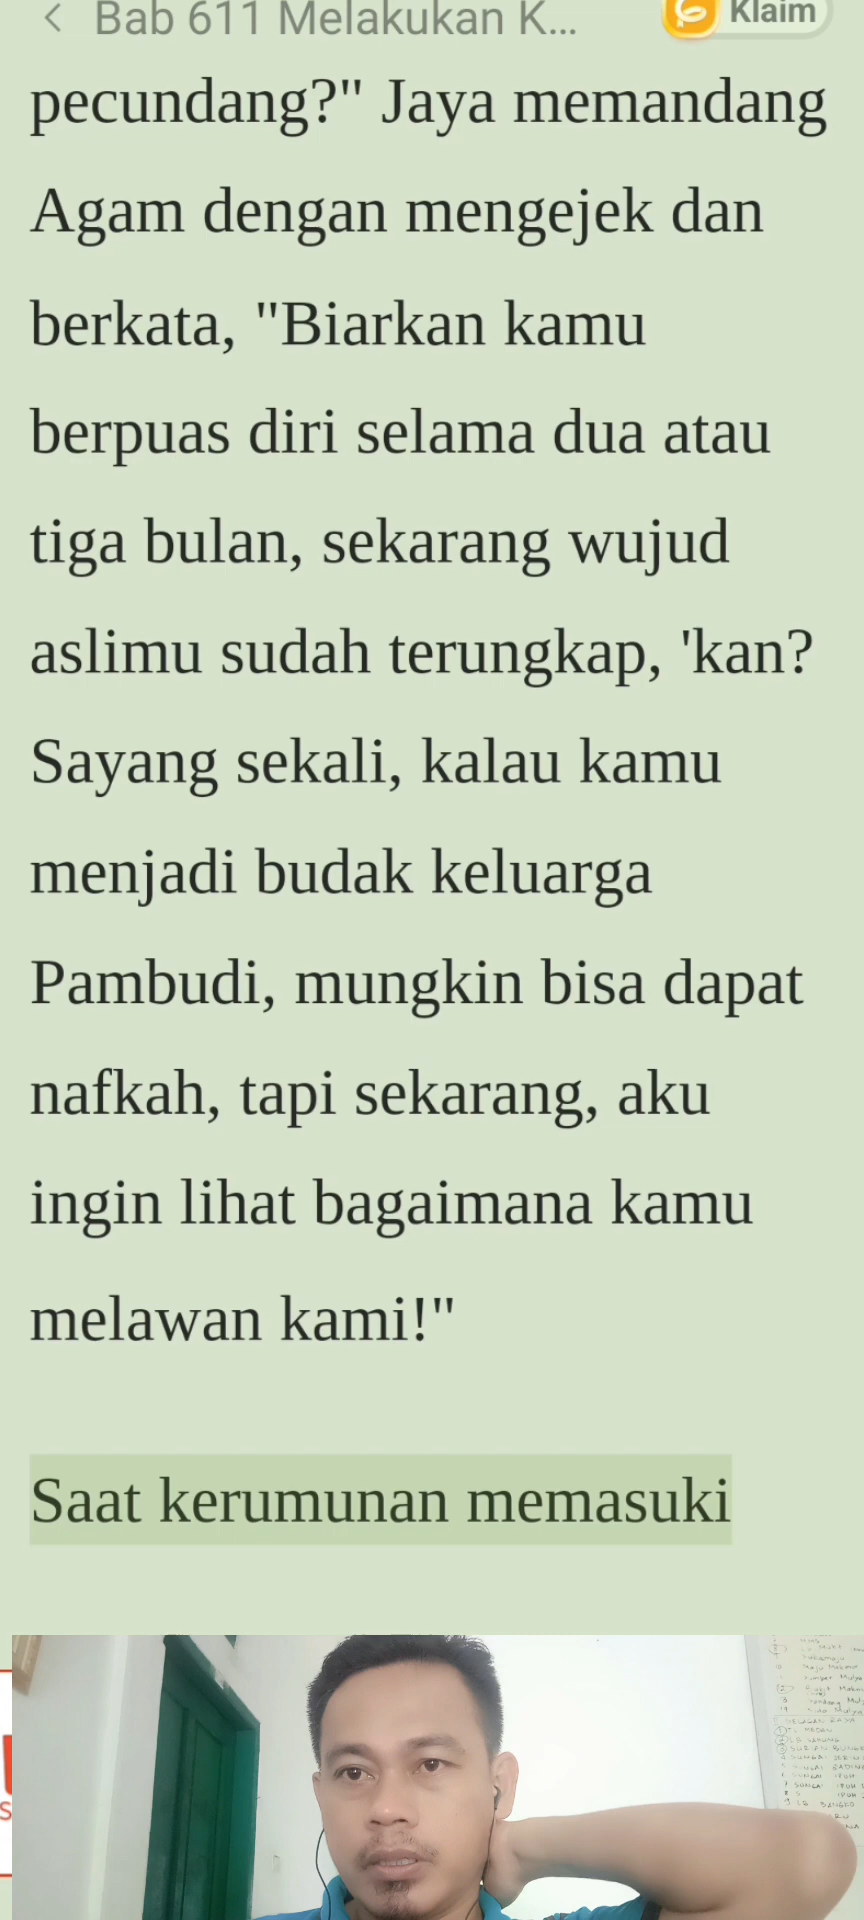 Bab 611 Melakukan K...
Klaim
pecundang?" Jaya memandang
Agam dengan mengejek dan
berkata, "Biarkan kamu
berpuas diri selama dua atau
tiga bulan, sekarang wujud
aslimu sudah terungkap, 'kan?
Sayang sekali, kalau kamu
menjadi budak keluarga
Pambudi, mungkin bisa dapat
nafkah, tapi sekarang, aku
ingin lihat bagaimana kamu
melawan kami!"
Saat kerumunan memasuki